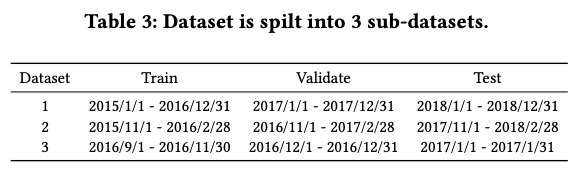 Table 3: Dataset is spilt into 3 sub-datasets.
Dataset Train Validate Test
1 2015/1/1 - 2016/12/31 2017/1/1 - 2017/12/31 2018/1/1 - 2018/12/31
2 2015/11/1 - 2016/2/28 2016/11/1 - 2017/2/28 2017/11/1 - 2018/2/28
3 2016/9/1 - 2016/11/30 2016/12/1 - 2016/12/31 2017/1/1 - 2017/1/31